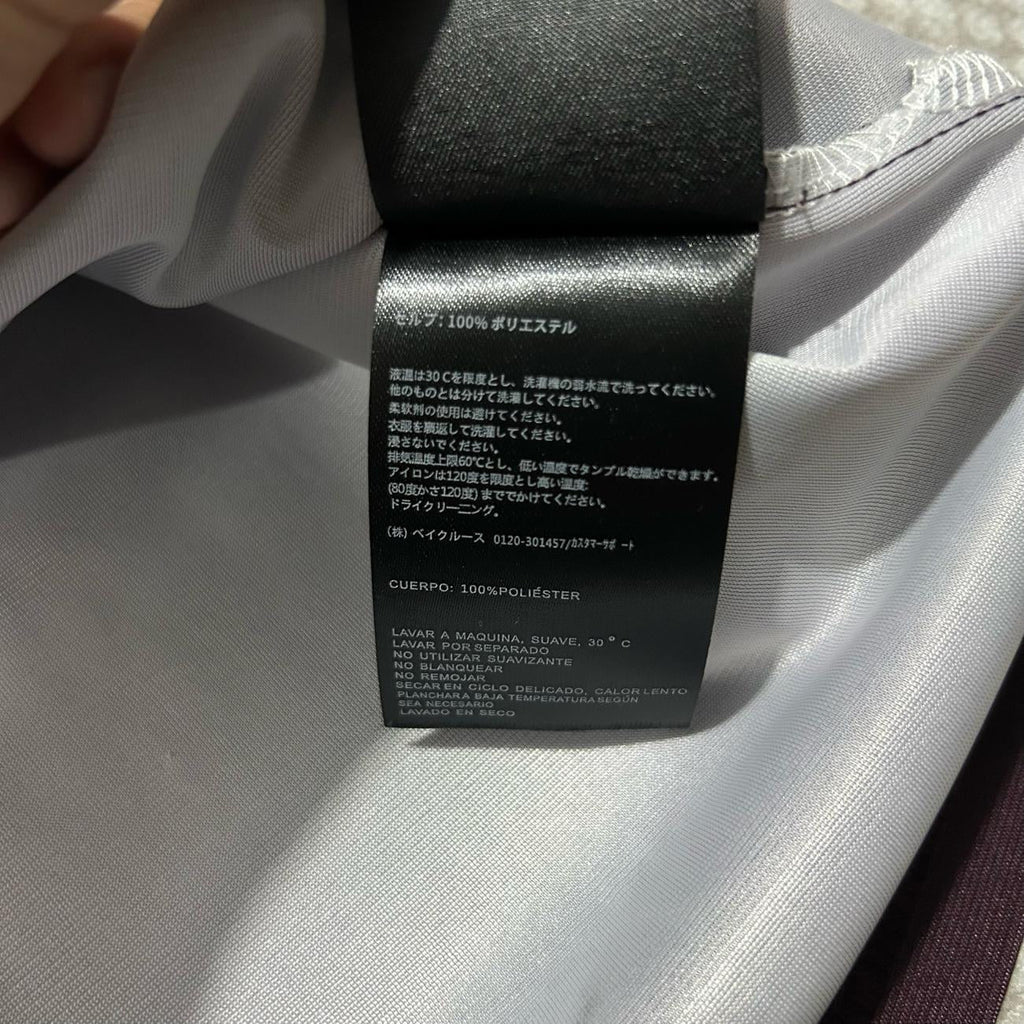 モルフ: 100% ポリエステル
液温は30 Cを限度とし、洗濯機の弱水流で洗ってください。
他のものとは分けて洗濯してください。
柔軟剤の使用は避けてください。
衣服を裏返して洗濯してください。
浸さないでください。
排気温度上限60℃とし、低い温度でタンブル乾燥ができます。
アイロンは120度を限度とし高い温度:
(80度かさ120度) まででかけてください。
ドライクリーニング。
(株) ベイクルース 0120-301457/カスタマーサポート
CUERPO: 100%POLIÉSTER
LAVAR A MAQUINA, SUAVE, 30 ° C
LAVAR POR SEPARADO
NO UTILIZAR SUAVIZANTE
NO BLANQUEAR
NO REMOJAR
SECAR EN CICLO DELICADO, CALOR LENTO
PLANCHAR A BAJA TEMPERATURA SEGÚN
SEA NECESARIO
LAVADO EN SECO